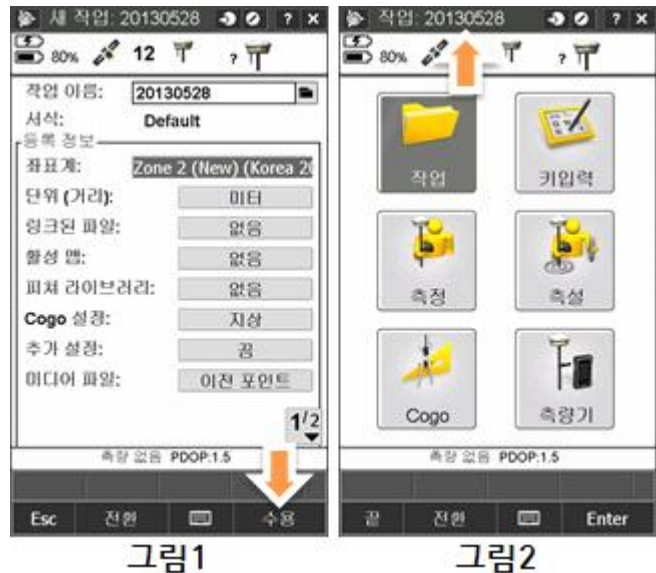 새 작업: 20130528
? ×
80%
12
?
작업 이름: 20130528
서식: Default
등록 정보
좌표계: Zone 2 (New) (Korea 2
단위 (거리): 미터
링크된 파일: 없음
활성 맵: 없음
피쳐 라이브러리: 없음
Cogo 설정: 지상
추가 설정: 끔
미디어 파일: 이전 포인트
1/2
측량 없음 PDOP:1.5
Esc 전환 수용
그림1
작업: 20130528
? ×
80%
?
작업
키입력
측정
측설
Cogo
측량기
측량 없음 PDOP:1.5
끝 전환 Enter
그림2